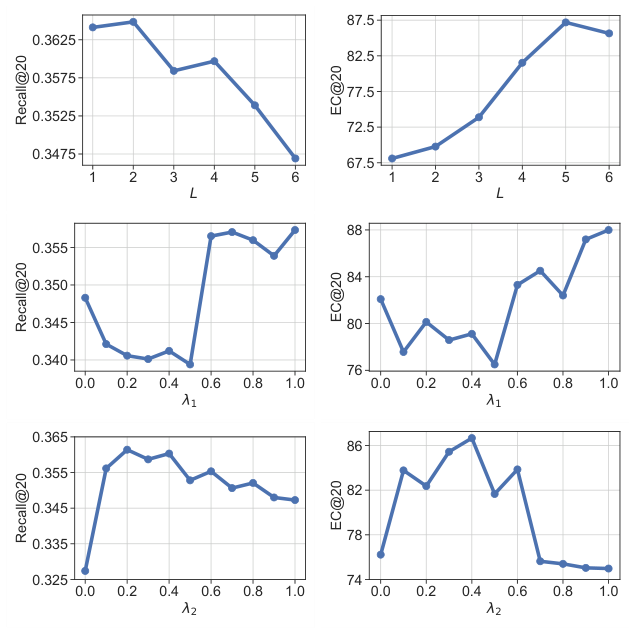 0.3625
0.3575
0.3525
0.3475
Recall@20
1 2 3 4 5 6
L
87.5
82.5
77.5
72.5
67.5
EC@20
1 2 3 4 5 6
L
0.355
0.350
0.345
0.340
Recall@20
0.0 0.2 0.4 0.6 0.8 1.0
λ1
88
84
80
76
EC@20
0.0 0.2 0.4 0.6 0.8 1.0
λ1
0.365
0.355
0.345
0.335
0.325
Recall@20
0.0 0.2 0.4 0.6 0.8 1.0
λ2
86
82
78
74
EC@20
0.0 0.2 0.4 0.6 0.8 1.0
λ2